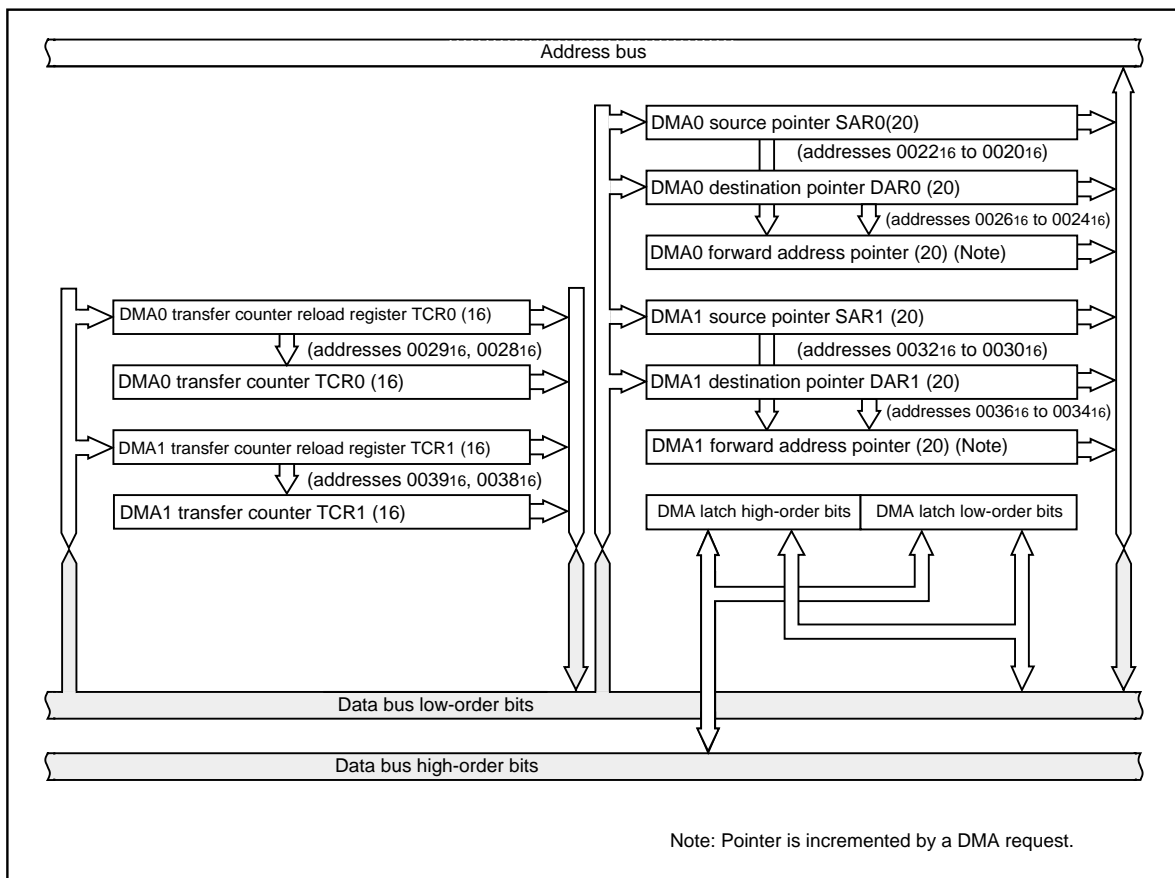 Address bus
DMA0 source pointer SAR0(20)
(addresses 002216 to 002016)
DMA0 destination pointer DAR0 (20)
(addresses 002616 to 002416)
DMA0 forward address pointer (20) (Note)
DMA0 transfer counter reload register TCR0 (16)
(addresses 002916, 002816)
DMA0 transfer counter TCR0 (16)
DMA1 transfer counter reload register TCR1 (16)
(addresses 003916, 003816)
DMA1 transfer counter TCR1 (16)
DMA1 source pointer SAR1 (20)
(addresses 003216 to 003016)
DMA1 destination pointer DAR1 (20)
(addresses 003616 to 003416)
DMA1 forward address pointer (20) (Note)
DMA latch high-order bits
DMA latch low-order bits
Data bus low-order bits
Data bus high-order bits
Note: Pointer is incremented by a DMA request.